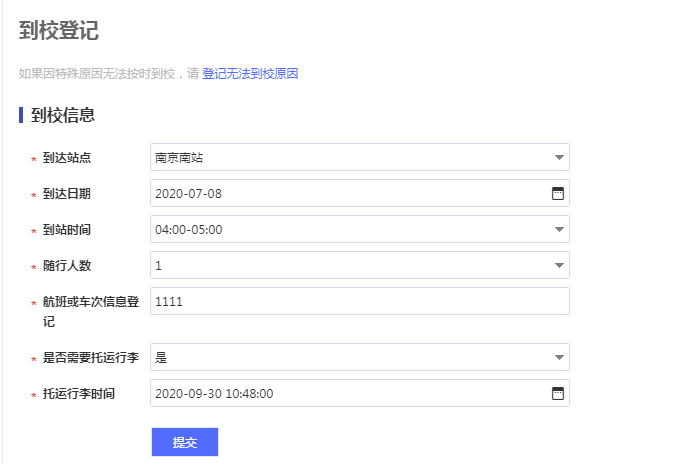 到校登记
如果因特殊原因无法按时到校，请 登记无法到校原因
到校信息
* 到达站点 南京南站
* 到达日期 2020-07-08
* 到站时间 04:00-05:00
* 随行人数 1
* 航班或车次信息登 1111
记
* 是否需要托运行李 是
* 托运行李时间 2020-09-30 10:48:00
提交